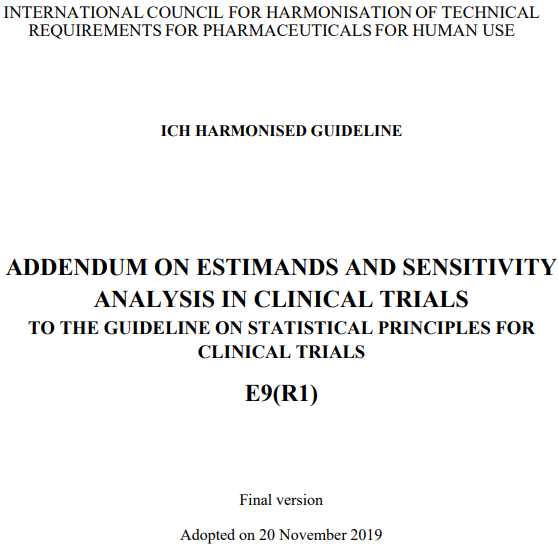 INTERNATIONAL COUNCIL FOR HARMONISATION OF TECHNICAL
REQUIREMENTS FOR PHARMACEUTICALS FOR HUMAN USE
ICH HARMONISED GUIDELINE
ADDENDUM ON ESTIMANDS AND SENSITIVITY
ANALYSIS IN CLINICAL TRIALS
TO THE GUIDELINE ON STATISTICAL PRINCIPLES FOR
CLINICAL TRIALS
E9(R1)
Final version
Adopted on 20 November 2019